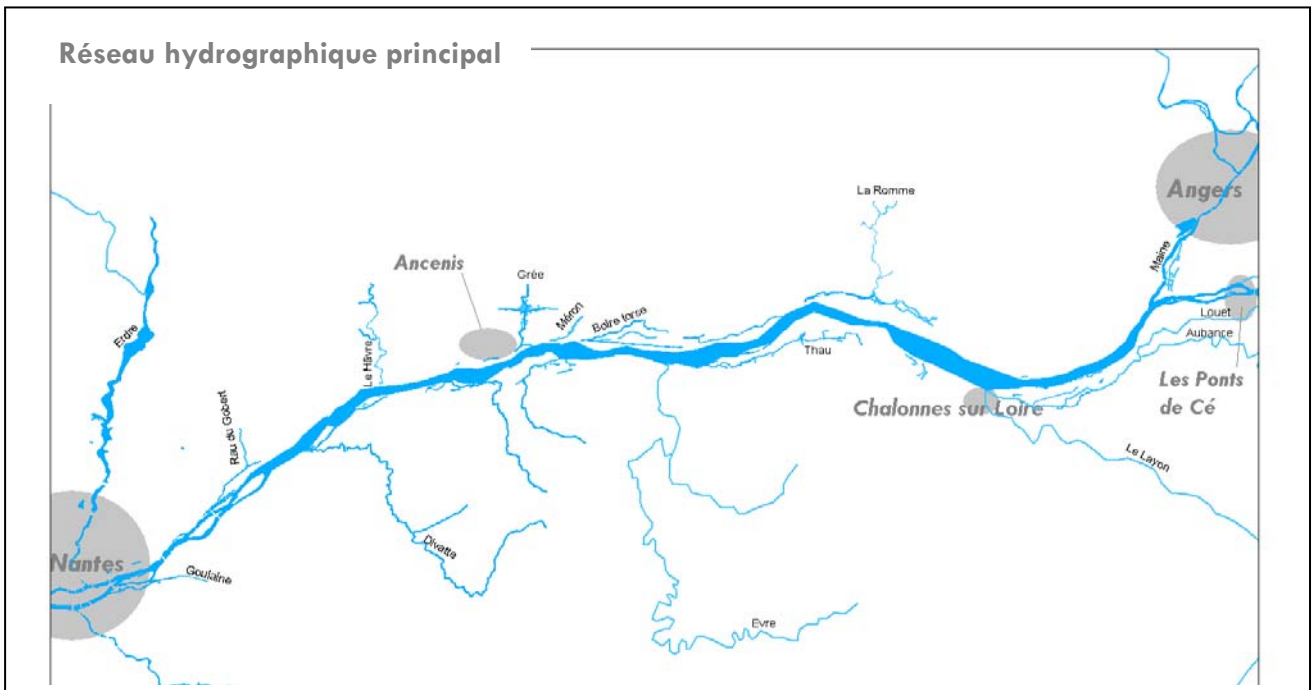 Réseau hydrographique principal
La Romme
Angers
Maine
Ancenis
Grée
Méron
Boire torse
Erdre
Le Hâvre
Louet
Aubance
Thau
Les Ponts
de Cé
Chalonnes sur Loire
Rau du Gobert
Le Layon
Divatte
Nantes
Goulaine
Evre